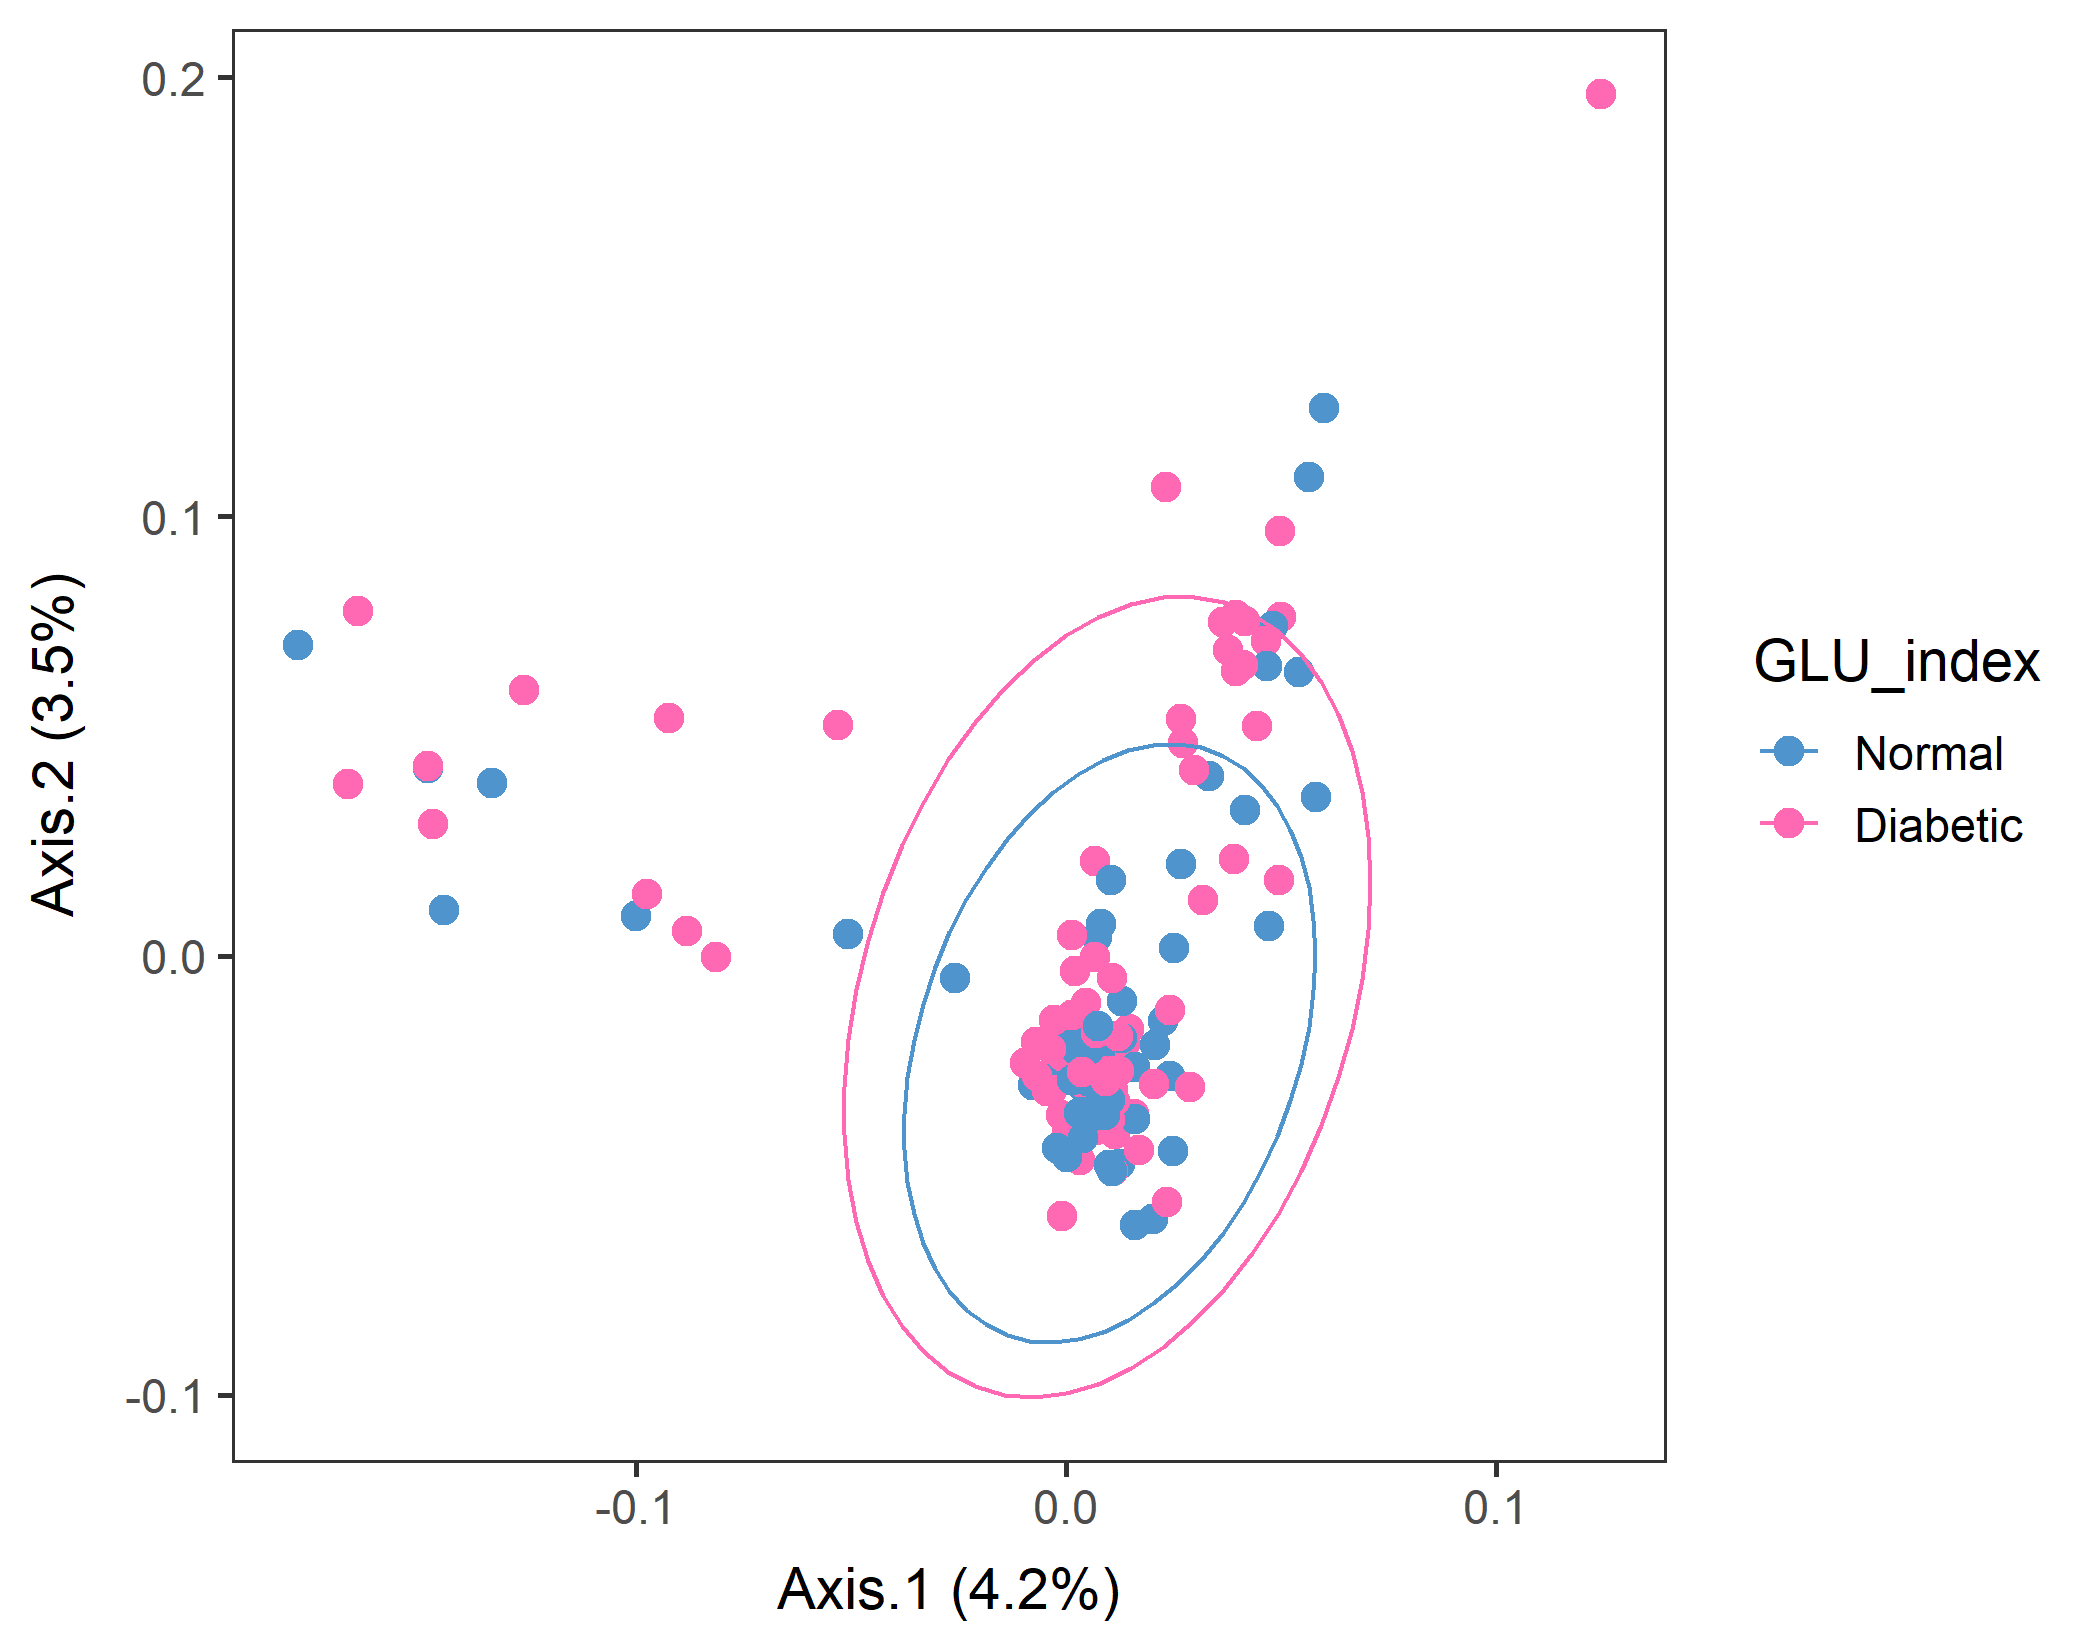 0.2
0.1
0.0
-0.1
Axis.2 (3.5%)
-0.1
0.0
0.1
Axis.1 (4.2%)
GLU_index
Normal
Diabetic